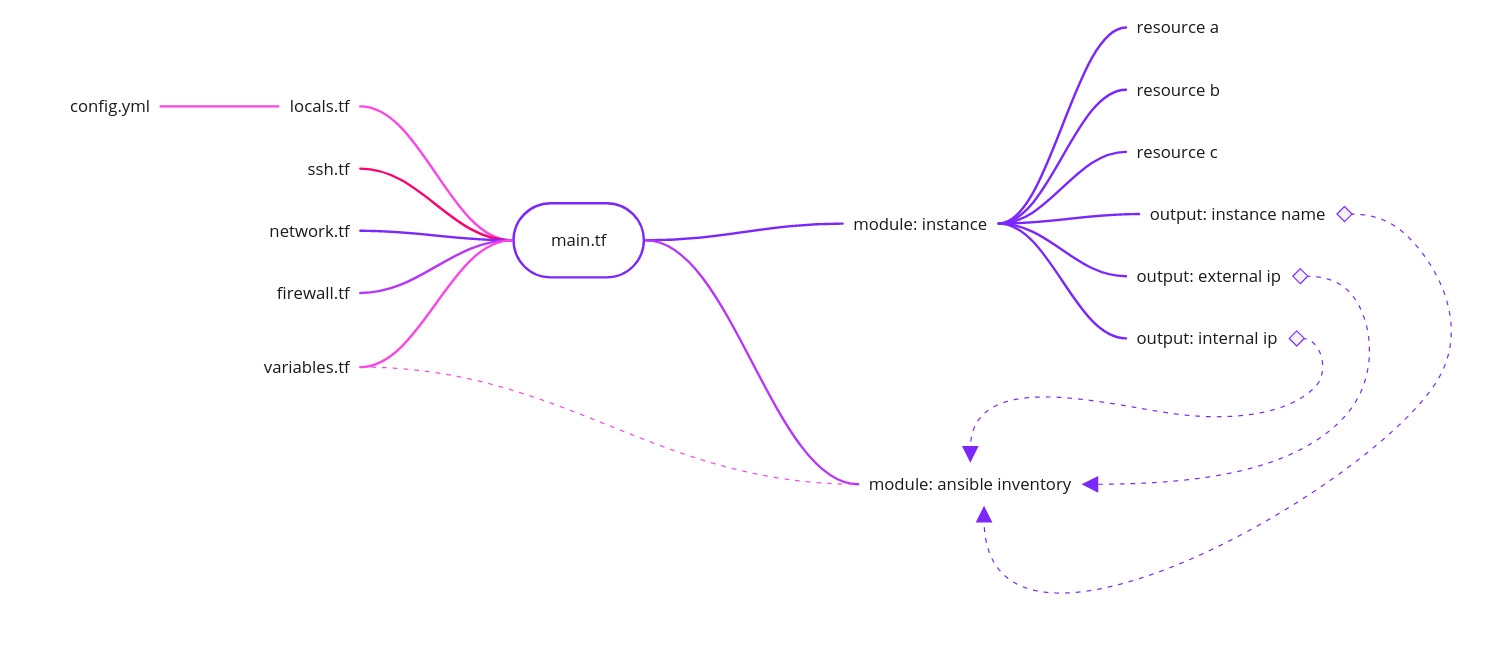 config.yml
locals.tf
ssh.tf
network.tf
firewall.tf
variables.tf
main.tf
module: instance
resource a
resource b
resource c
output: instance name
output: external ip
output: internal ip
module: ansible inventory